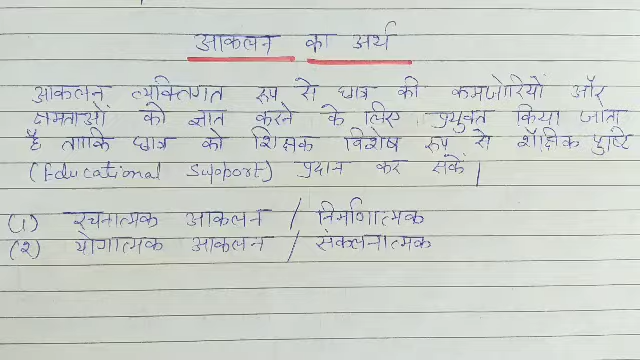 आकलन का अर्थ
आकलन व्यक्तिगत रूप से छात्र की कमजोरियों और
क्षमताओं को ज्ञात करने के लिए प्रयुक्त किया जाता
है ताकि छात्र को शिक्षक विशेष रूप से शैक्षिक पुष्टि
(Educational Support) प्रदान कर सकें।
(1) रचनात्मक आकलन / निर्माणात्मक
(२) योगात्मक आकलन / संकलनात्मक